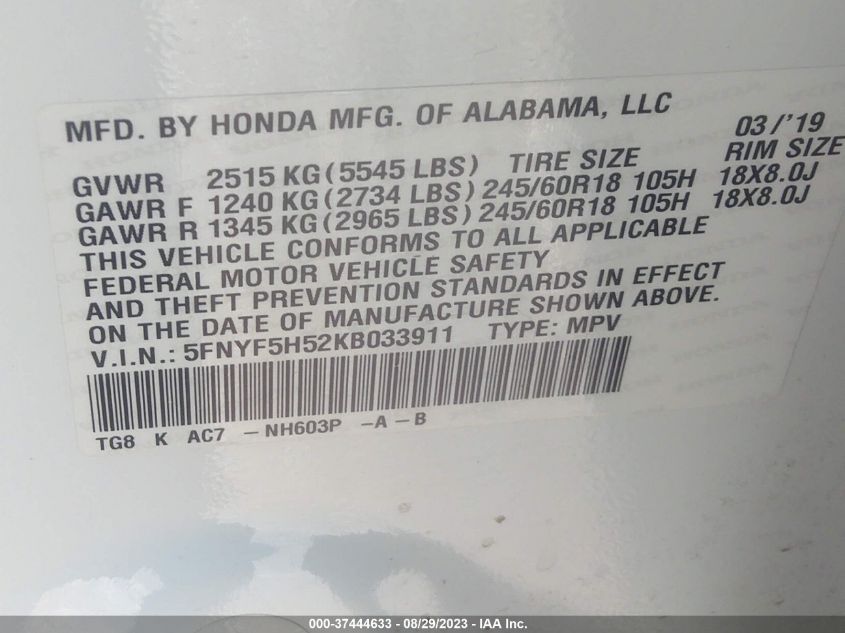 MFD. BY HONDA MFG. OF ALABAMA, LLC
03/'19
GVWR 2515 KG (5545 LBS) TIRE SIZE RIM SIZE
GAWR F 1240 KG (2734 LBS) 245/60R18 105H 18X8.0J
GAWR R 1345 KG (2965 LBS) 245/60R18 105H 18X8.0J
THIS VEHICLE CONFORMS TO ALL APPLICABLE
FEDERAL MOTOR VEHICLE SAFETY
AND THEFT PREVENTION STANDARDS IN EFFECT
ON THE DATE OF MANUFACTURE SHOWN ABOVE.
V.I.N.: 5FNYF5H52KB033911 TYPE: MPV
TG8 K AC7 -NH603P -A-B
000-37444633 - 08/29/2023 - IAA Inc.